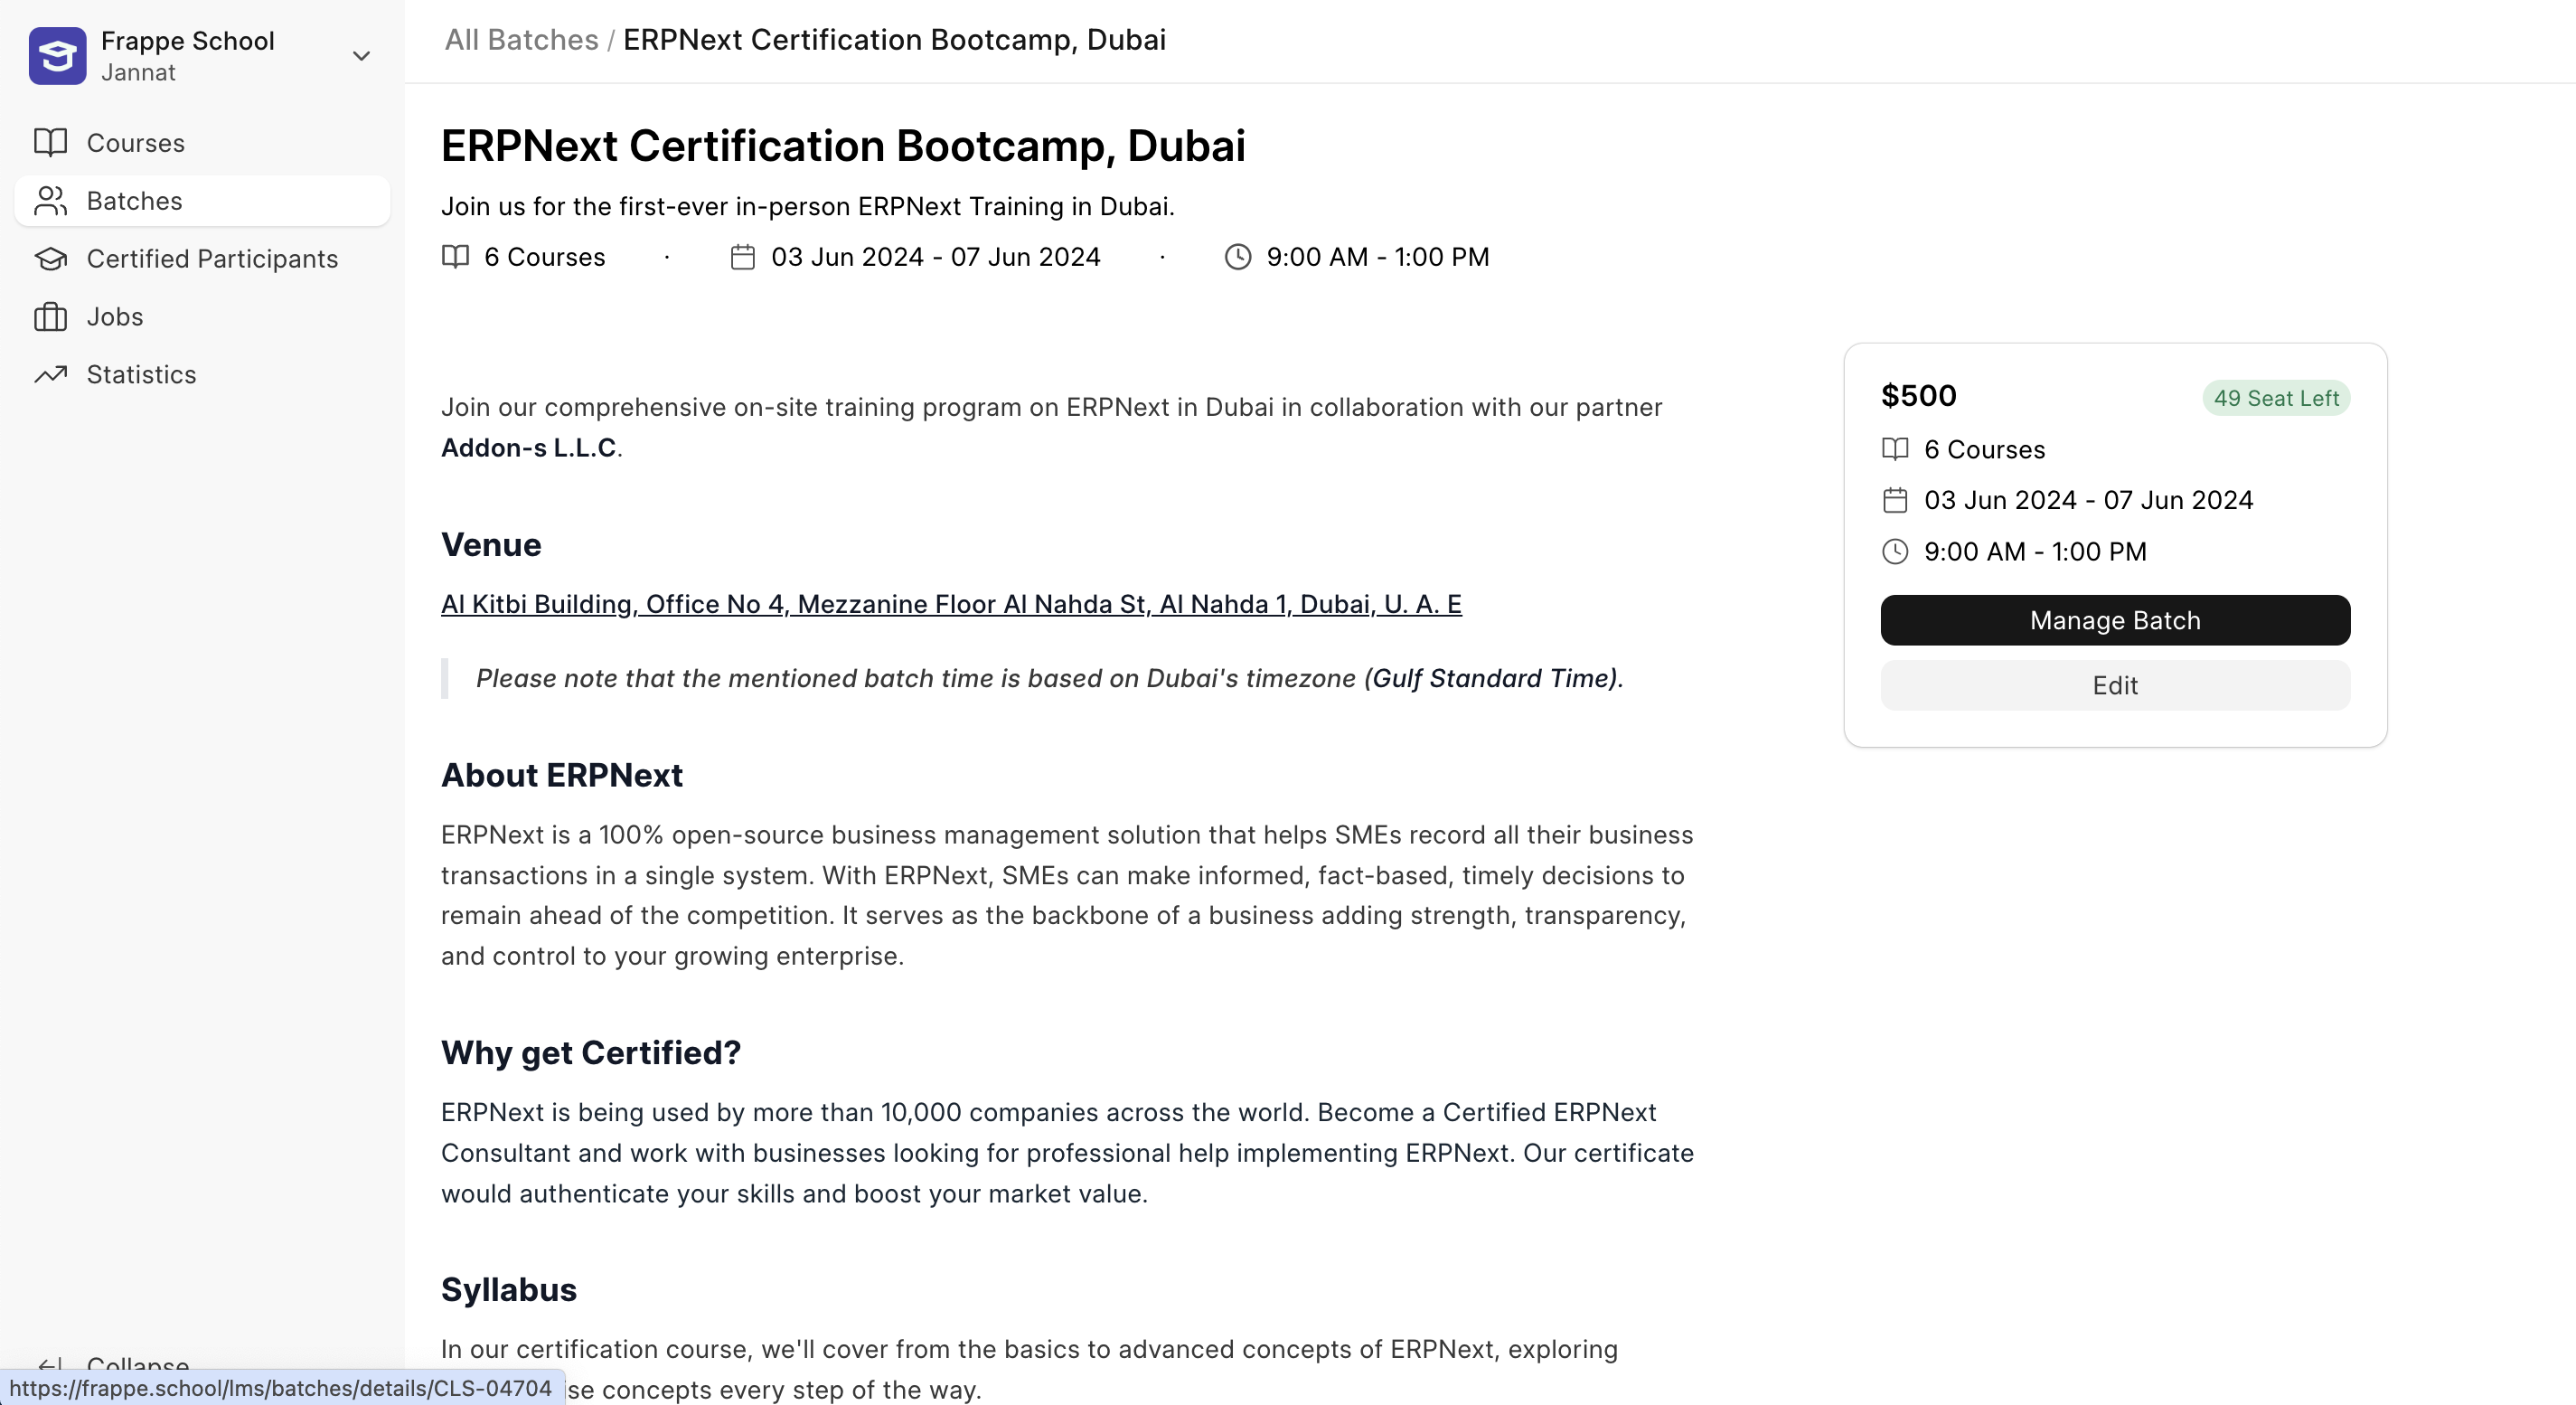 Frappe School
Jannat
Courses
Batches
Certified Participants
Jobs
Statistics
Collapse
https://frappe.school/lms/batches/details/CLS-04704
All Batches / ERPNext Certification Bootcamp, Dubai
ERPNext Certification Bootcamp, Dubai
Join us for the first-ever in-person ERPNext Training in Dubai.
6 Courses · 03 Jun 2024 - 07 Jun 2024 · 9:00 AM - 1:00 PM
Join our comprehensive on-site training program on ERPNext in Dubai in collaboration with our partner
Addon-s L.L.C.
Venue
Al Kitbi Building, Office No 4, Mezzanine Floor Al Nahda St, Al Nahda 1, Dubai, U. A. E
Please note that the mentioned batch time is based on Dubai's timezone (Gulf Standard Time).
About ERPNext
ERPNext is a 100% open-source business management solution that helps SMEs record all their business
transactions in a single system. With ERPNext, SMEs can make informed, fact-based, timely decisions to
remain ahead of the competition. It serves as the backbone of a business adding strength, transparency,
and control to your growing enterprise.
Why get Certified?
ERPNext is being used by more than 10,000 companies across the world. Become a Certified ERPNext
Consultant and work with businesses looking for professional help implementing ERPNext. Our certificate
would authenticate your skills and boost your market value.
Syllabus
In our certification course, we'll cover from the basics to advanced concepts of ERPNext, exploring
concepts every step of the way.
$500
49 Seat Left
6 Courses
03 Jun 2024 - 07 Jun 2024
9:00 AM - 1:00 PM
Manage Batch
Edit